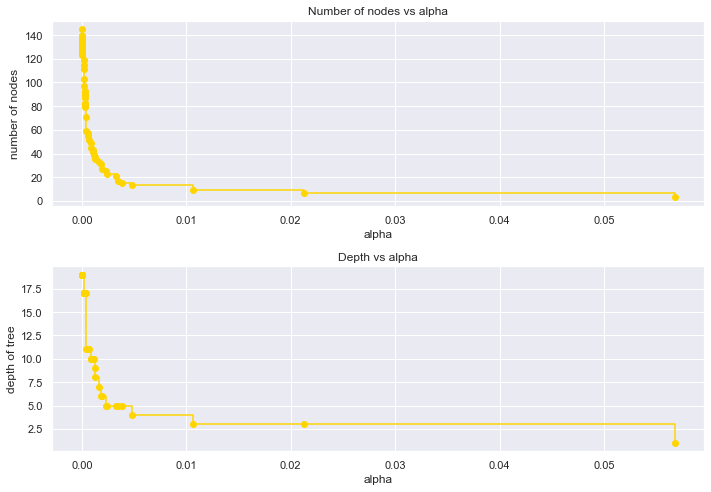 Number of nodes vs alpha
number of nodes
140
120
100
80
60
40
20
0
0.00 0.01 0.02 0.03 0.04 0.05
alpha
Depth vs alpha
depth of tree
17.5
15.0
12.5
10.0
7.5
5.0
2.5
0.00 0.01 0.02 0.03 0.04 0.05
alpha